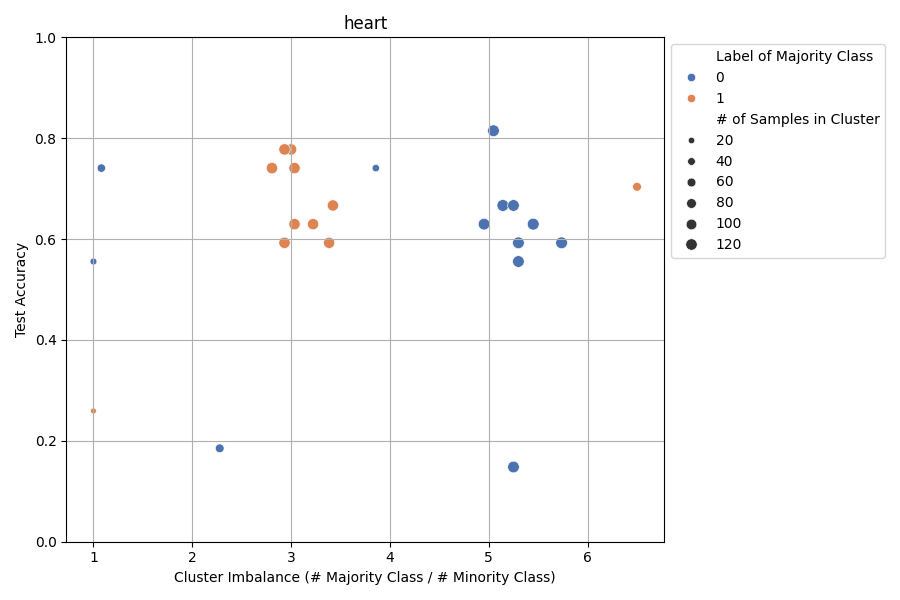 heart
1.0
0.8
0.6
0.4
0.2
0.0
Test Accuracy
1 2 3 4 5 6
Cluster Imbalance (# Majority Class / # Minority Class)
Label of Majority Class
0
1
# of Samples in Cluster
20
40
60
80
100
120